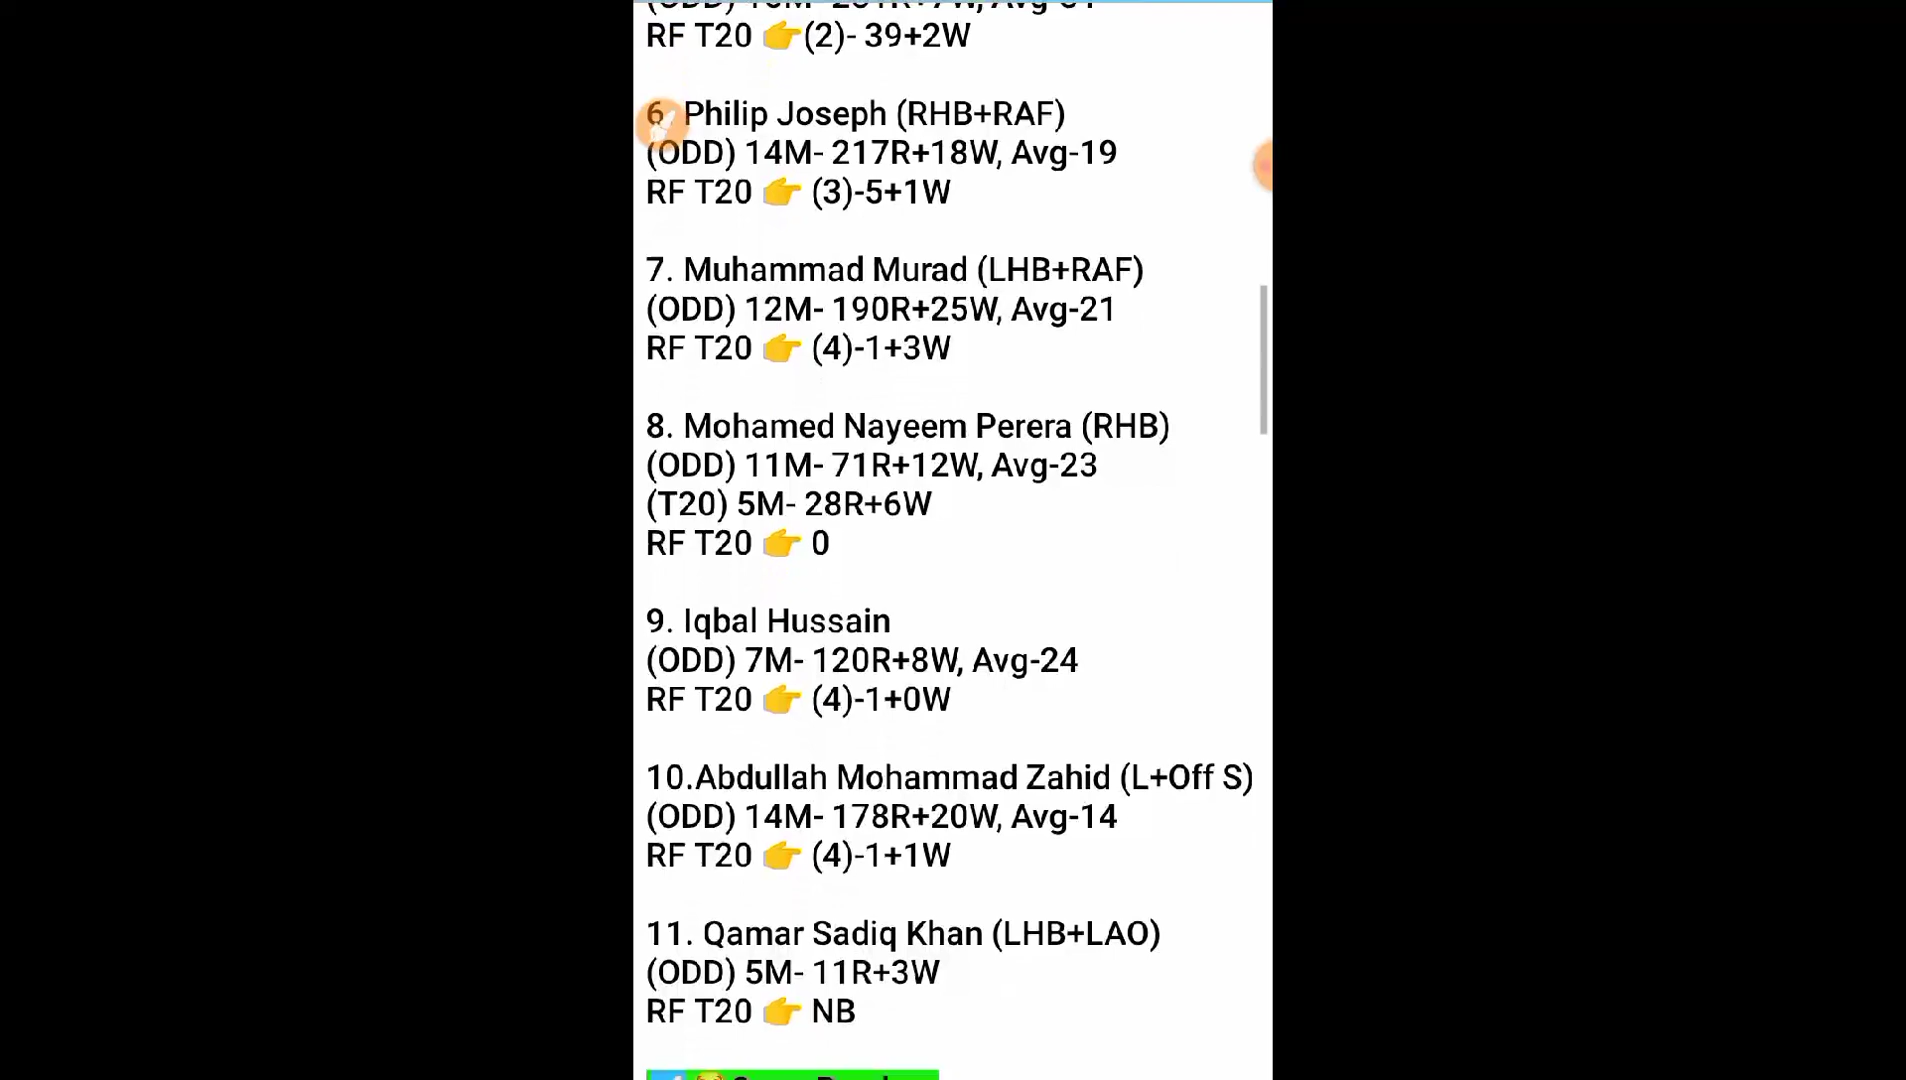 RF T20 👉(2)- 39+2W
6. Philip Joseph (RHB+RAF)
(ODD) 14M- 217R+18W, Avg-19
RF T20 👉 (3)-5+1W
7. Muhammad Murad (LHB+RAF)
(ODD) 12M- 190R+25W, Avg-21
RF T20 👉 (4)-1+3W
8. Mohamed Nayeem Perera (RHB)
(ODD) 11M- 71R+12W, Avg-23
(T20) 5M- 28R+6W
RF T20 👉 0
9. Iqbal Hussain
(ODD) 7M- 120R+8W, Avg-24
RF T20 👉 (4)-1+0W
10.Abdullah Mohammad Zahid (L+Off S)
(ODD) 14M- 178R+20W, Avg-14
RF T20 👉 (4)-1+1W
11. Qamar Sadiq Khan (LHB+LAO)
(ODD) 5M- 11R+3W
RF T20 👉 NB